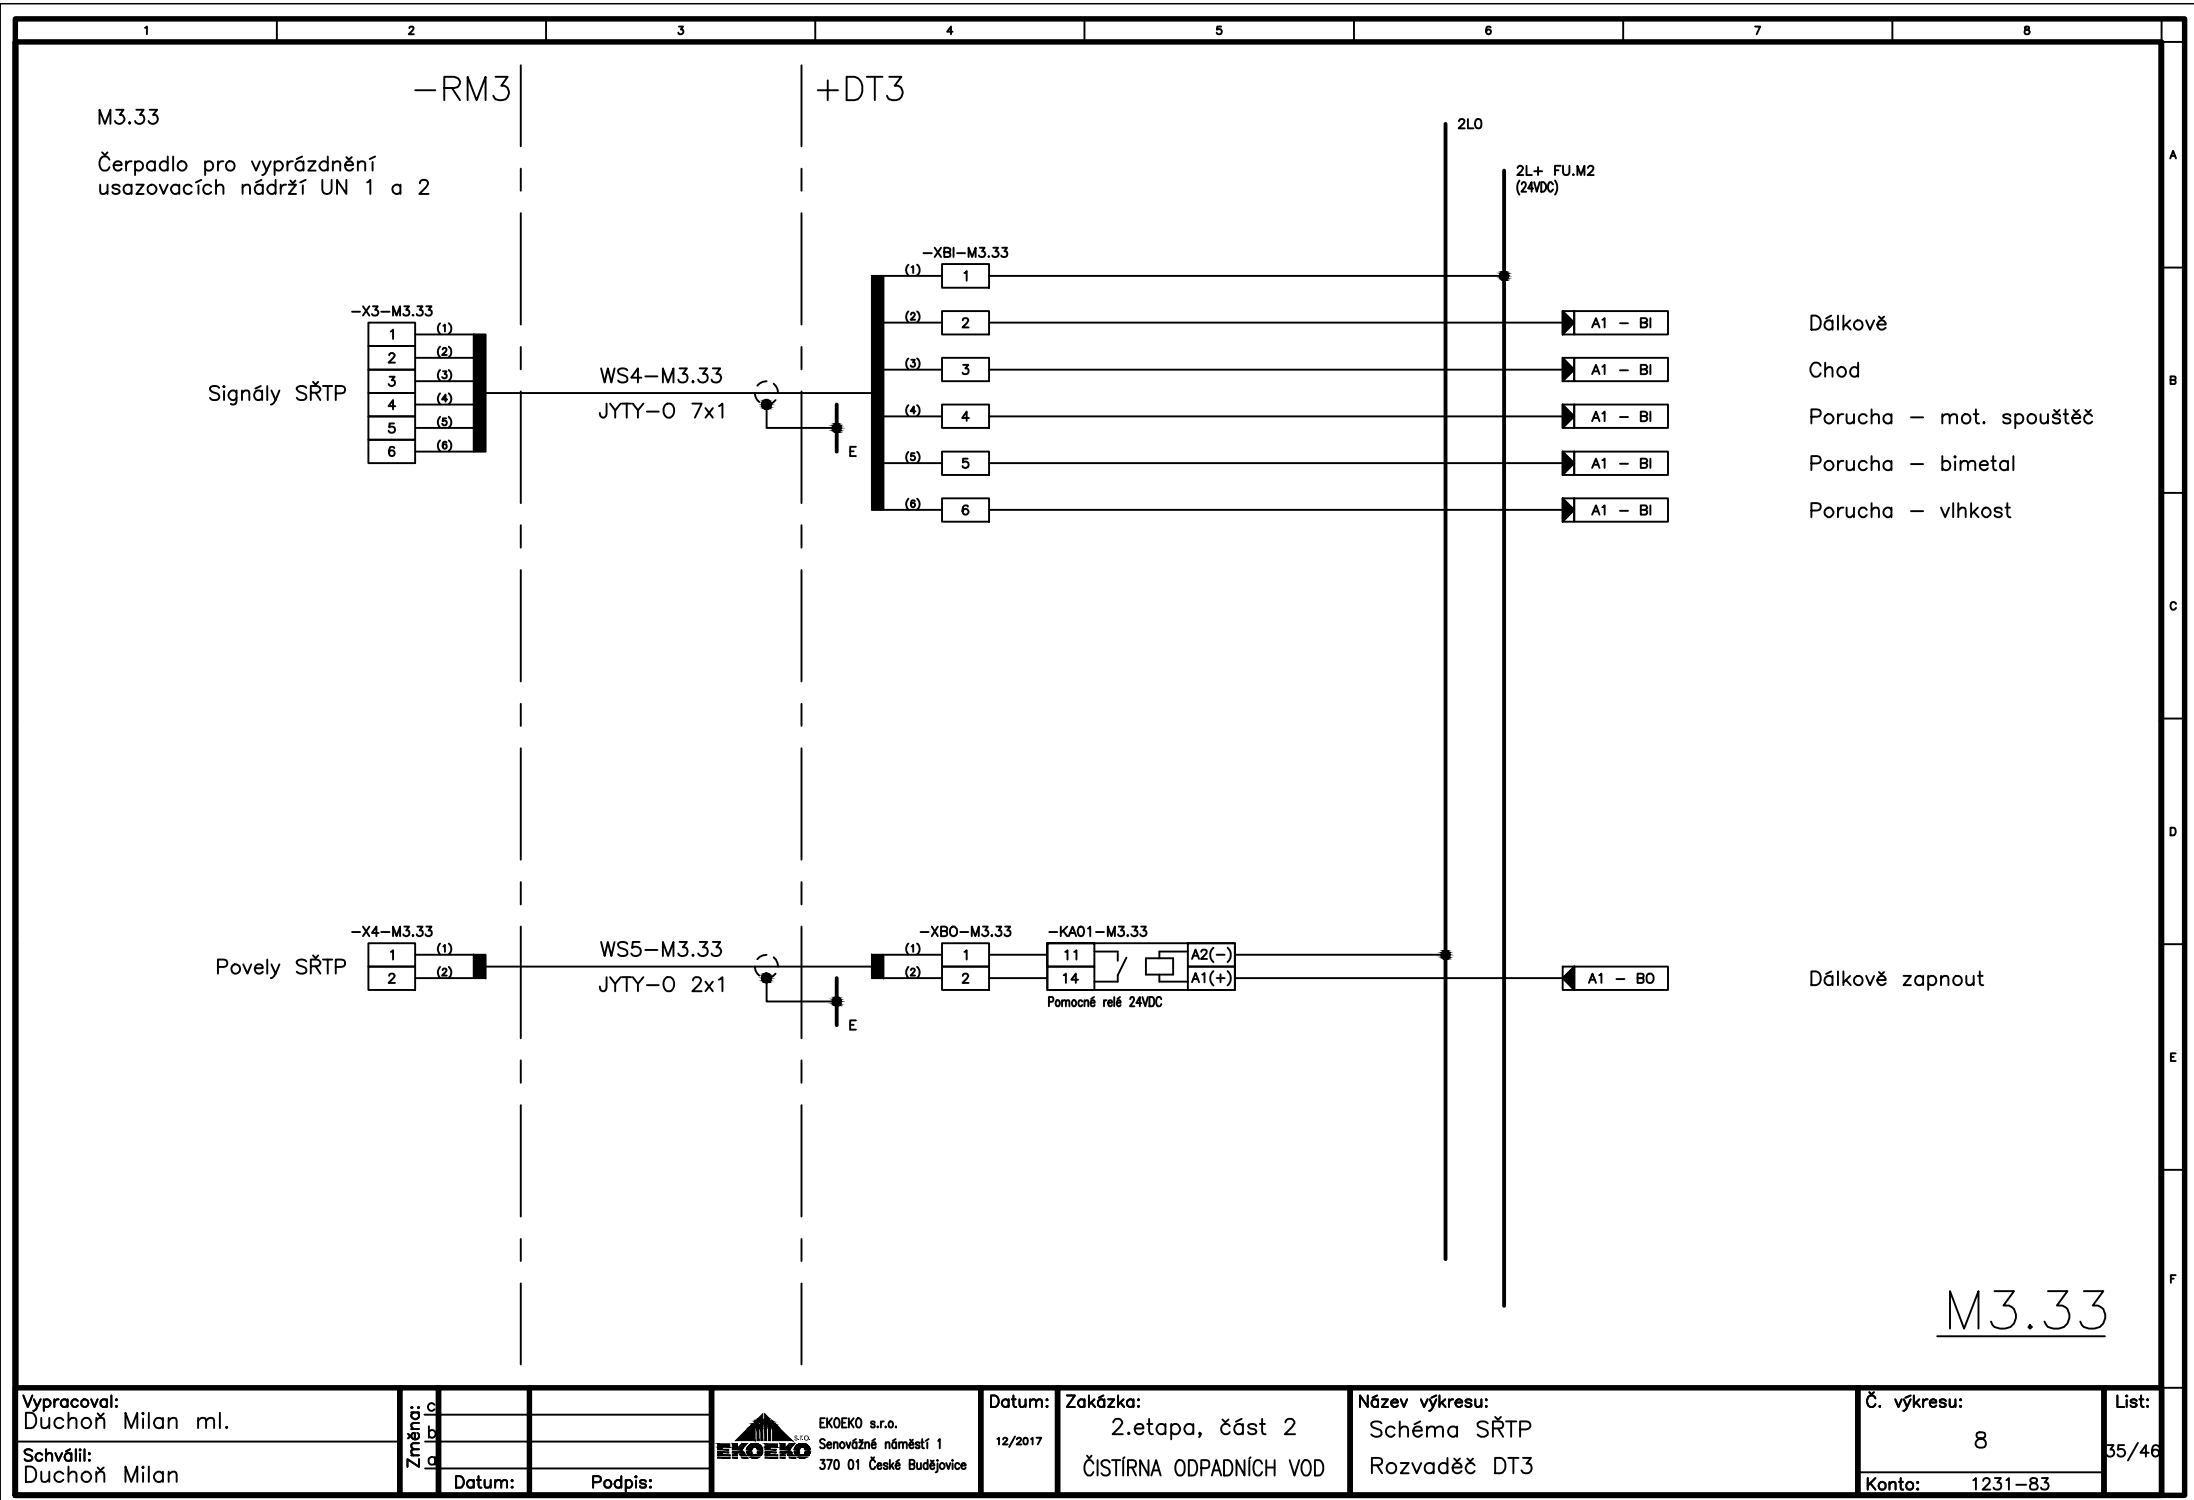 1 2 3 4 5 6 7 8
A
B
C
D
E
F
-RM3
+DT3
M3.33
Čerpadlo pro vyprázdnění
usazovacích nádrží UN 1 a 2
2L0
2L+ FU.M2
(24VDC)
-XBI-M3.33
(1) 1
(2) 2 A1 - BI Dálkově
(3) 3 A1 - BI Chod
(4) 4 A1 - BI Porucha - mot. spouštěč
(5) 5 A1 - BI Porucha - bimetal
(6) 6 A1 - BI Porucha - vlhkost
-X3-M3.33
1 (1)
2 (2)
3 (3)
4 (4)
5 (5)
6 (6)
Signály SŘTP
WS4-M3.33
JYTY-O 7x1
E
-X4-M3.33
1 (1)
2 (2)
Povely SŘTP
WS5-M3.33
JYTY-O 2x1
E
-XBO-M3.33
(1) 1
(2) 2
-KA01-M3.33
11 A2(-)
14 A1(+)
Pomocné relé 24VDC
A1 - BO Dálkově zapnout
M3.33
Vypracoval:
Duchoň Milan ml.
Schválil:
Duchoň Milan
Změna:
c
b
a
Datum:
Podpis:
EKOEKO s.r.o.
EKOEKO s.r.o.
Senovážné náměstí 1
370 01 České Budějovice
Datum:
12/2017
Zakázka:
2.etapa, část 2
ČISTÍRNA ODPADNÍCH VOD
Název výkresu:
Schéma SŘTP
Rozvaděč DT3
Č. výkresu:
8
Konto: 1231-83
List:
35/46